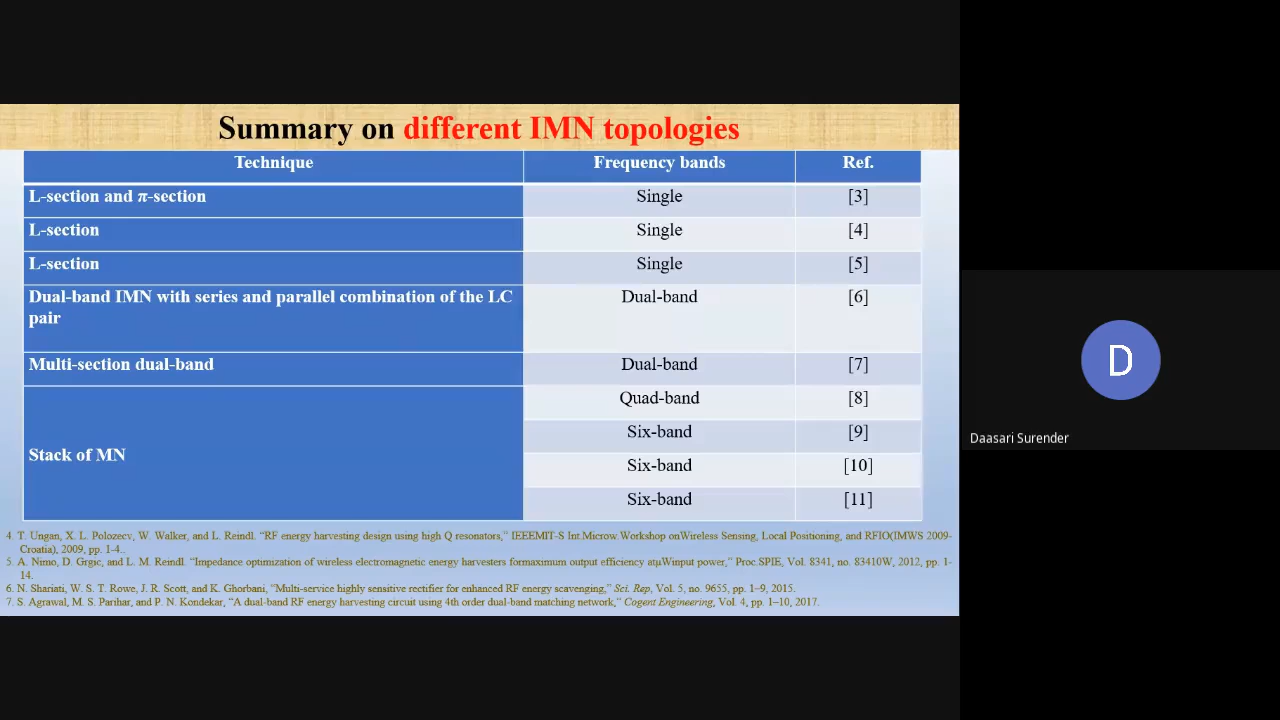 Summary on different IMN topologies
Technique Frequency bands Ref.
L-section and π-section Single [3]
L-section Single [4]
L-section Single [5]
Dual-band IMN with series and parallel combination of the LC Dual-band [6]
pair
Multi-section dual-band Dual-band [7]
Quad-band [8]
Six-band [9]
Stack of MN
Six-band [10]
Six-band [11]
4. T. Ungan, X. L. Polozecv, W. Walker, and L. Reindl. “RF energy harvesting design using high Q resonators,” IEEEMIT-S Int.Microw.Workshop onWireless Sensing, Local Positioning, and RFIO(IMWS 2009-
Croatia), 2009, pp. 1-4..
5. A. Nimo, D. Grgic, and L. M. Reindl. “Impedance optimization of wireless electromagnetic energy harvesters formaximum output efficiency atμWinput power,” Proc.SPIE, Vol. 8341, no. 83410W, 2012, pp. 1-
14.
6. N. Shariati, W. S. T. Rowe, J. R. Scott, and K. Ghorbani, “Multi-service highly sensitive rectifier for enhanced RF energy scavenging,” Sci. Rep, Vol. 5, no. 9655, pp. 1–9, 2015.
7. S. Agrawal, M. S. Parihar, and P. N. Kondekar, “A dual-band RF energy harvesting circuit using 4th order dual-band matching network,” Cogent Engineering, Vol. 4, pp. 1–10, 2017.
D
Daasari Surender